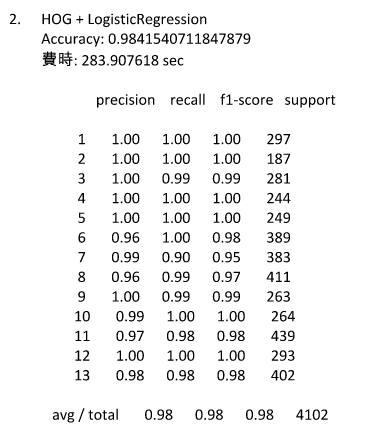 2. HOG + LogisticRegression
Accuracy: 0.9841540711847879
費時: 283.907618 sec
precision recall f1-score support
1 1.00 1.00 1.00 297
2 1.00 1.00 1.00 187
3 1.00 0.99 0.99 281
4 1.00 1.00 1.00 244
5 1.00 1.00 1.00 249
6 0.96 1.00 0.98 389
7 0.99 0.90 0.95 383
8 0.96 0.99 0.97 411
9 1.00 0.99 0.99 263
10 0.99 1.00 1.00 264
11 0.97 0.98 0.98 439
12 1.00 1.00 1.00 293
13 0.98 0.98 0.98 402
avg / total 0.98 0.98 0.98 4102